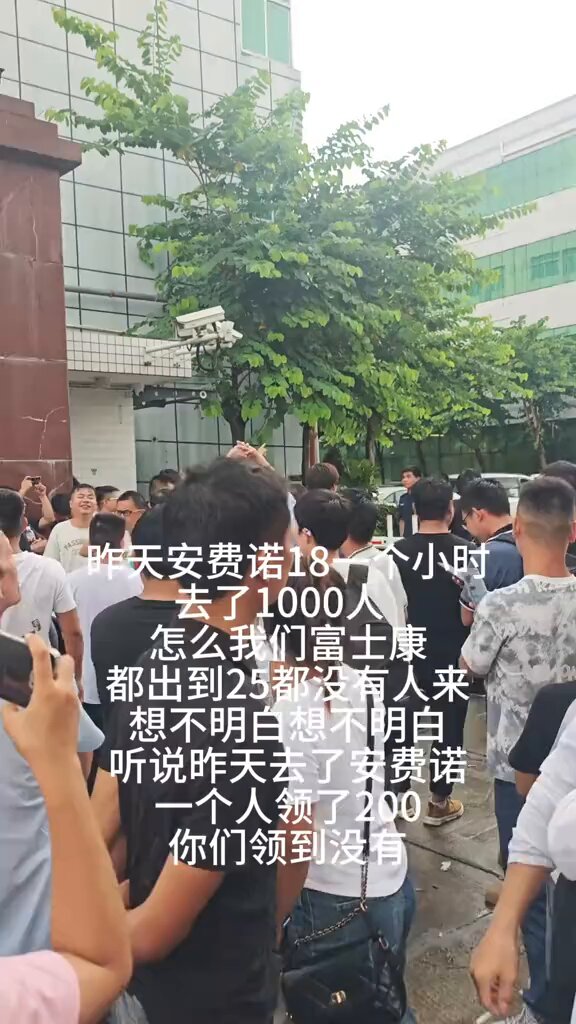 昨天安费诺18一个小时
去了1000人
怎么我们富士康
都出到25都没有人来
想不明白想不明白
听说昨天去了安费诺
一个人领了200
你们领到没有